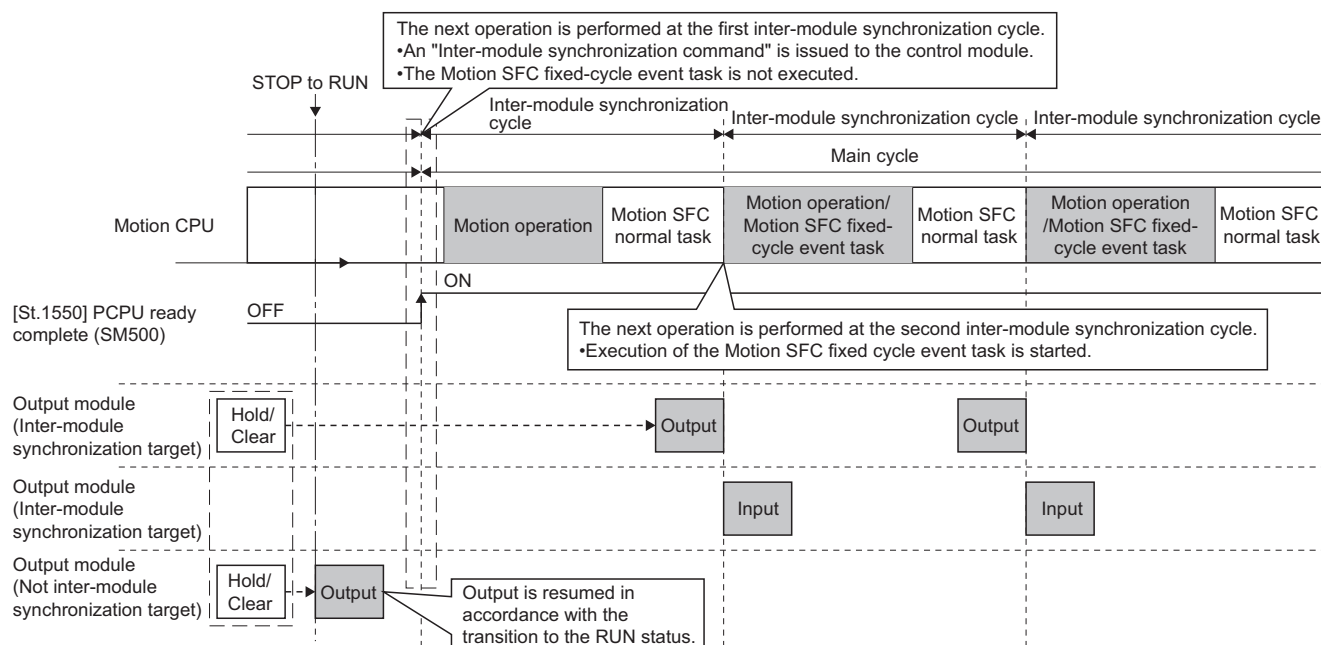 The next operation is performed at the first inter-module synchronization cycle.
•An "Inter-module synchronization command" is issued to the control module.
•The Motion SFC fixed-cycle event task is not executed.
STOP to RUN
Inter-module synchronization
cycle
Inter-module synchronization cycle
Inter-module synchronization cycle
Main cycle
Motion CPU
Motion operation
Motion SFC
normal task
Motion operation/
Motion SFC fixed-
cycle event task
Motion SFC
normal task
Motion operation
/Motion SFC fixed-
cycle event task
Motion SFC
normal task
ON
[St.1550] PCPU ready
complete (SM500)
OFF
The next operation is performed at the second inter-module synchronization cycle.
•Execution of the Motion SFC fixed cycle event task is started.
Output module
(Inter-module
synchronization target)
Hold/
Clear
Output
Output
Output module
(Inter-module
synchronization target)
Input
Input
Output module
(Not inter-module
synchronization target)
Hold/
Clear
Output
Output is resumed in
accordance with the
transition to the RUN status.